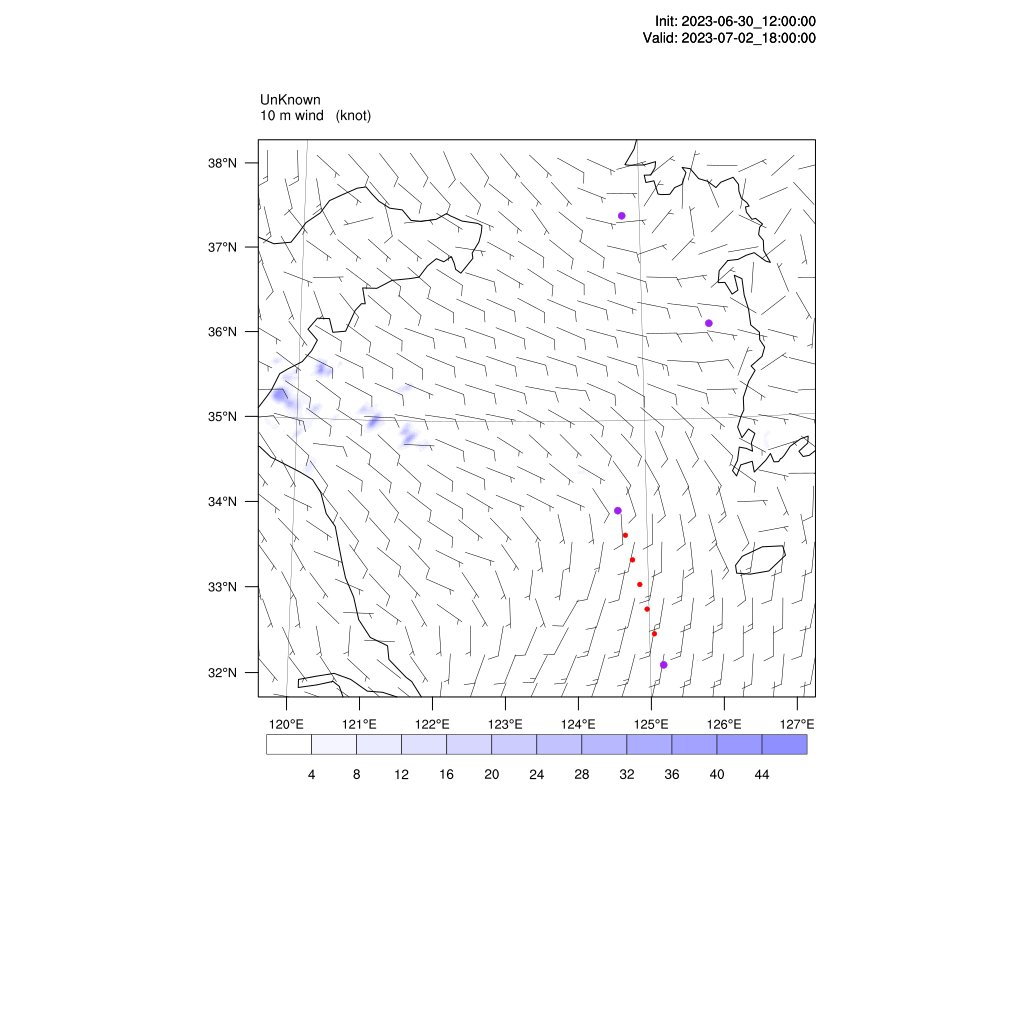 Init: 2023-06-30_12:00:00
Valid: 2023-07-02_18:00:00
UnKnown
10 m wind (knot)
38°N
37°N
36°N
35°N
34°N
33°N
32°N
120°E 121°E 122°E 123°E 124°E 125°E 126°E 127°E
4 8 12 16 20 24 28 32 36 40 44